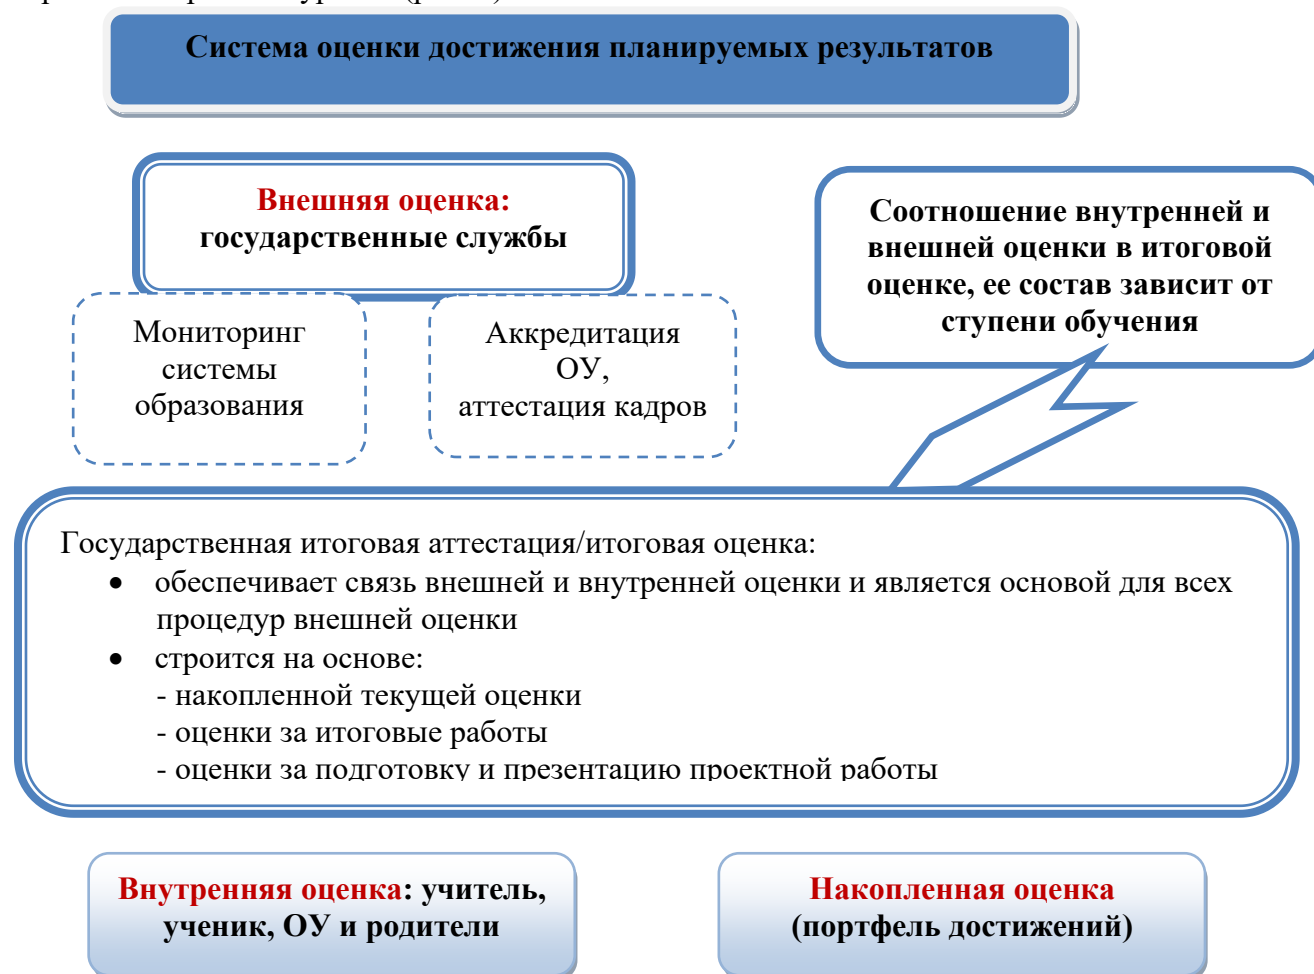 Система оценки достижения планируемых результатов
Внешняя оценка:
государственные службы
Соотношение внутренней и
внешней оценки в итоговой
оценке, ее состав зависит от
ступени обучения
Мониторинг
системы
образования
Аккредитация
ОУ,
аттестация кадров
Государственная итоговая аттестация/итоговая оценка:
• обеспечивает связь внешней и внутренней оценки и является основой для всех
процедур внешней оценки
• строится на основе:
- накопленной текущей оценки
- оценки за итоговые работы
- оценки за подготовку и презентацию проектной работы
Внутренняя оценка: учитель,
ученик, ОУ и родители
Накопленная оценка
(портфель достижений)